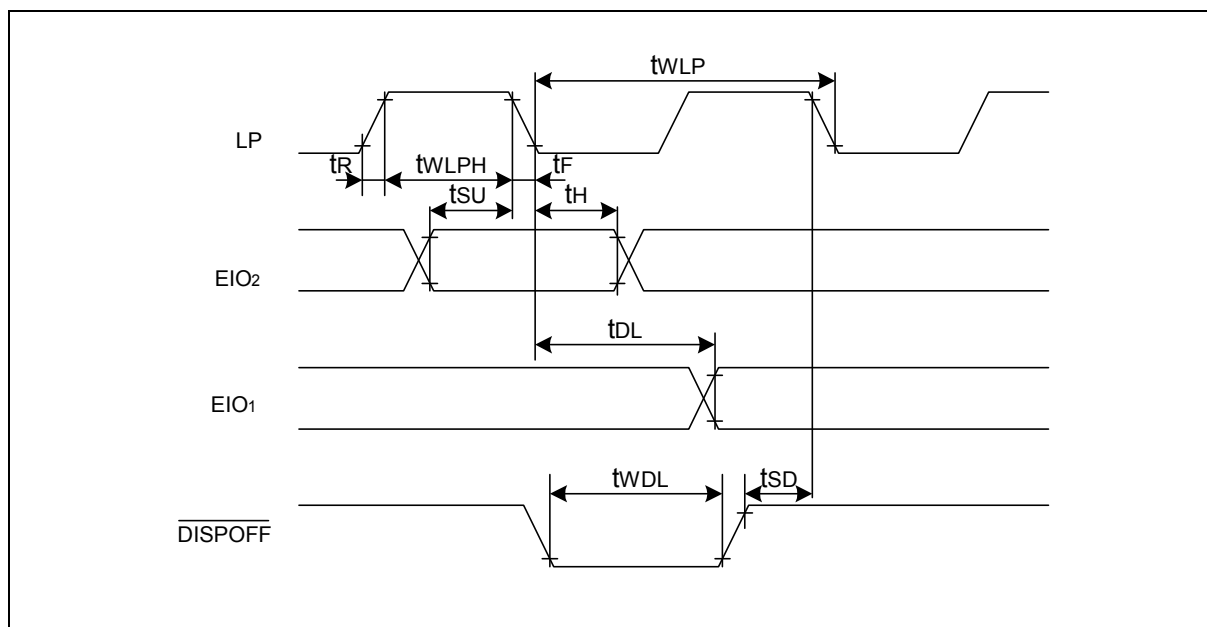 tWLP
LP
tR
tWLPH
tF
tSU
tH
EIO2
tDL
EIO1
tWDL
tSD
DISPOFF